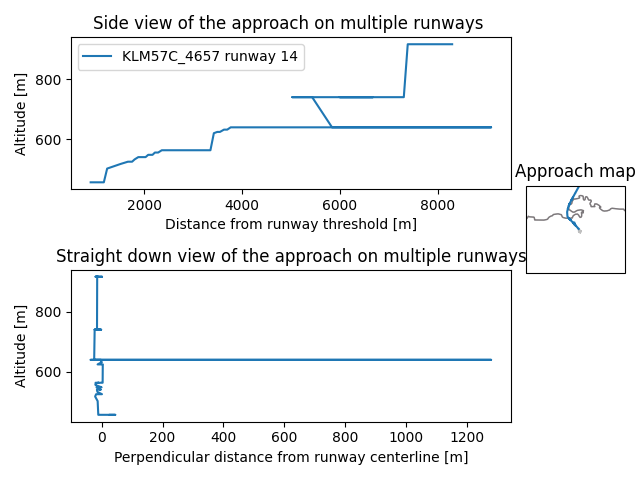 Side view of the approach on multiple runways
KLM57C_4657 runway 14
Altitude [m]
800
600
2000
4000
6000
8000
Distance from runway threshold [m]
Approach map
Straight down view of the approach on multiple runways
Altitude [m]
800
600
0
200
400
600
800
1000
1200
Perpendicular distance from runway centerline [m]